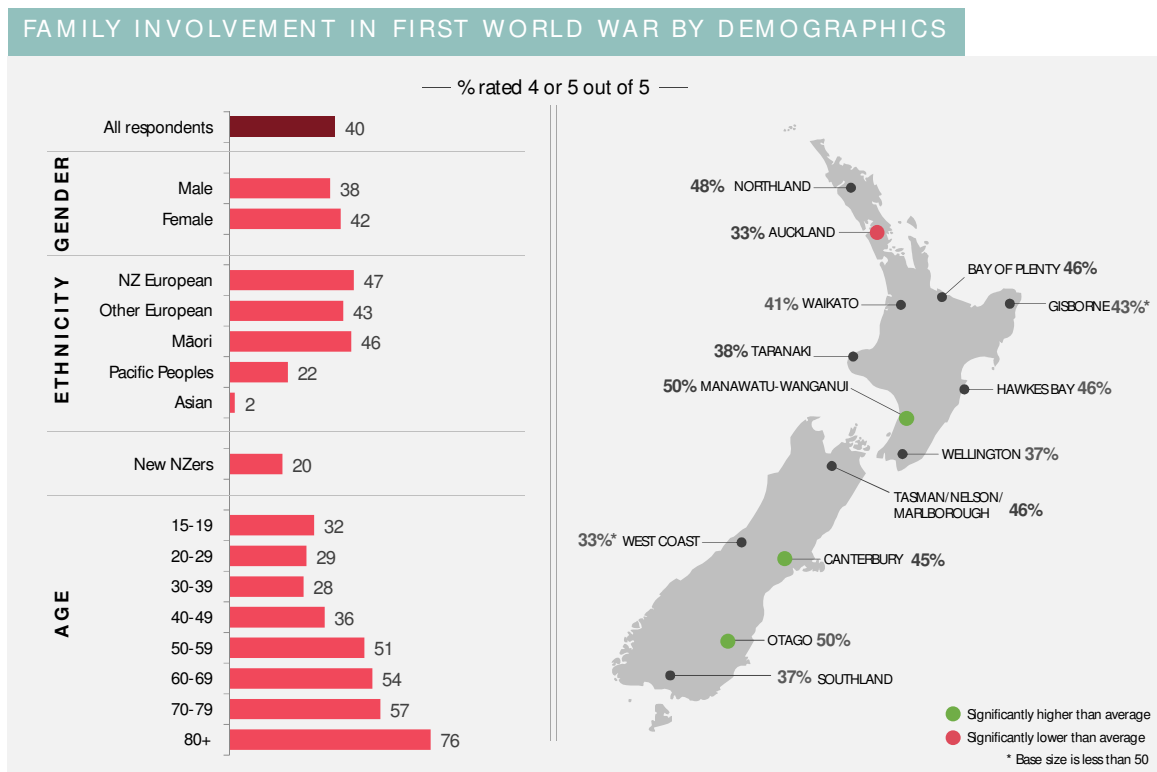 FAMILY INVOLVEMENT IN FIRST WORLD WAR BY DEMOGRAPHICS
% rated 4 or 5 out of 5
All respondents 40
GENDER
Male 38
Female 42
ETHNICITY
NZ European 47
Other European 43
Māori 46
Pacific Peoples 22
Asian 2
New NZers 20
AGE
15-19 32
20-29 29
30-39 28
40-49 36
50-59 51
60-69 54
70-79 57
80+ 76
48% NORTHLAND
33% AUCKLAND
BAY OF PLENTY 46%
41% WAIKATO
GISBORNE 43%*
38% TARANAKI
50% MANAWATU-WANGANUI
HAWKES BAY 46%
WELLINGTON 37%
TASMAN/NELSON/
MARLBOROUGH 46%
33%* WEST COAST
CANTERBURY 45%
OTAGO 50%
37% SOUTHLAND
Significantly higher than average
Significantly lower than average
* Base size is less than 50